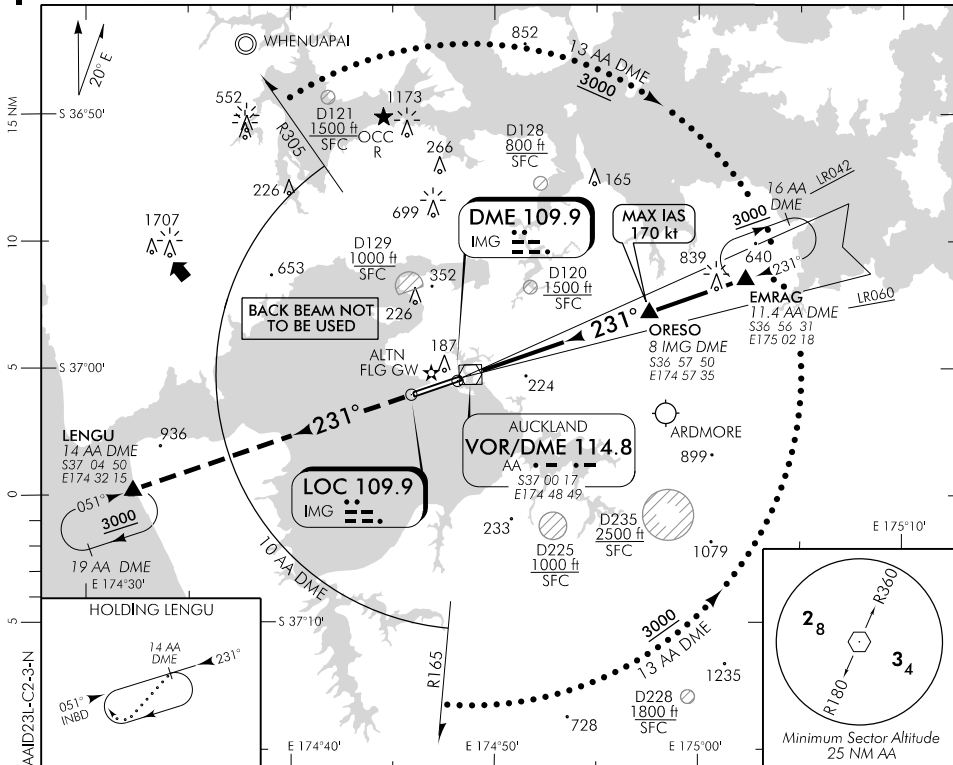 WHENUAPAI
852
13 AA DME
3000
20° E
S 36°50'
15 NM
552
D121
1500 ft
SFC
1173
OCC
R
R305
D128
800 ft
SFC
266
226
699
165
LR042
16 AA
DME
3000
DME 109.9
IMG
MAX IAS
170 kt
1707
10
D129
1000 ft
SFC
653
352
226
839
640
231°
D120
1500 ft
SFC
LR060
EMRAG
11.4 AA DME
S36 56 31
E175 02 18
BACK BEAM NOT
TO BE USED
231°
ORESO
8 IMG DME
S36 57 50
E174 57 35
187
ALTN
FLG GW
5
S 37°00'
224
231°
ARDMORE
AUCKLAND
VOR/DME 114.8
AA
S37 00 17
E174 48 49
LENGU
14 AA DME
S37 04 50
E174 32 15
936
899
LOC 109.9
IMG
0
051°
3000
19 AA DME
E 174°30'
10 AA DME
233
D225
1000 ft
SFC
D235
2500 ft
SFC
1079
E 175°10'
HOLDING LENGU
14 AA
DME
231°
051°
INBD
5
S 37°10'
R165
3000
13 AA DME
1235
D228
1800 ft
SFC
728
E 174°40'
E 174°50'
E 175°00'
R360
28
34
R180
Minimum Sector Altitude
25 NM AA
AAID23L-C2-3-N